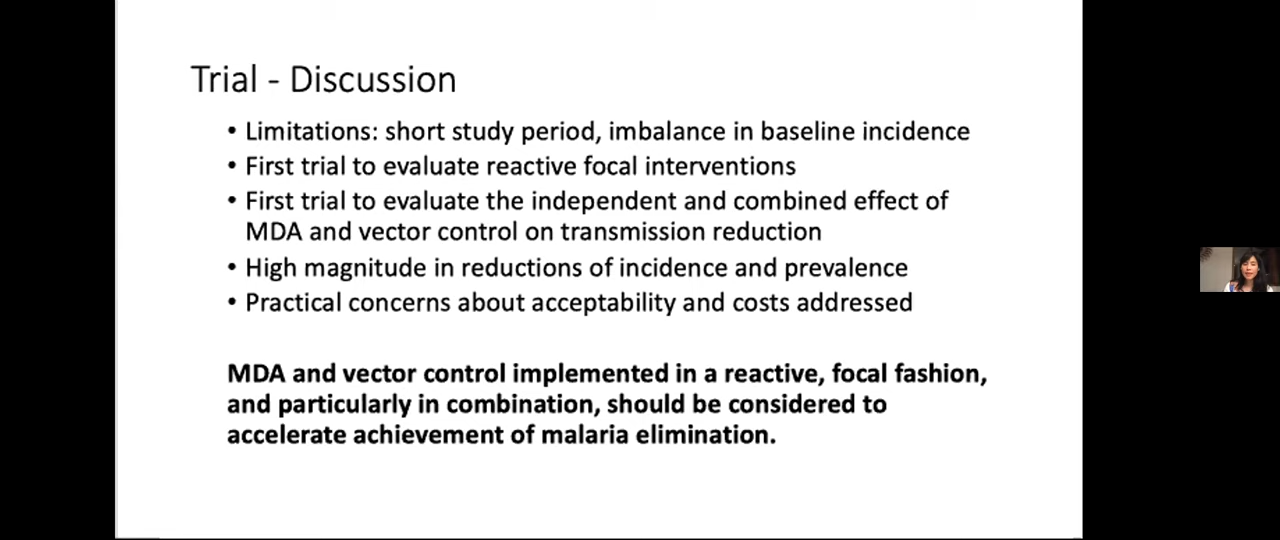 Trial - Discussion
• Limitations: short study period, imbalance in baseline incidence
• First trial to evaluate reactive focal interventions
• First trial to evaluate the independent and combined effect of
MDA and vector control on transmission reduction
• High magnitude in reductions of incidence and prevalence
• Practical concerns about acceptability and costs addressed
MDA and vector control implemented in a reactive, focal fashion,
and particularly in combination, should be considered to
accelerate achievement of malaria elimination.